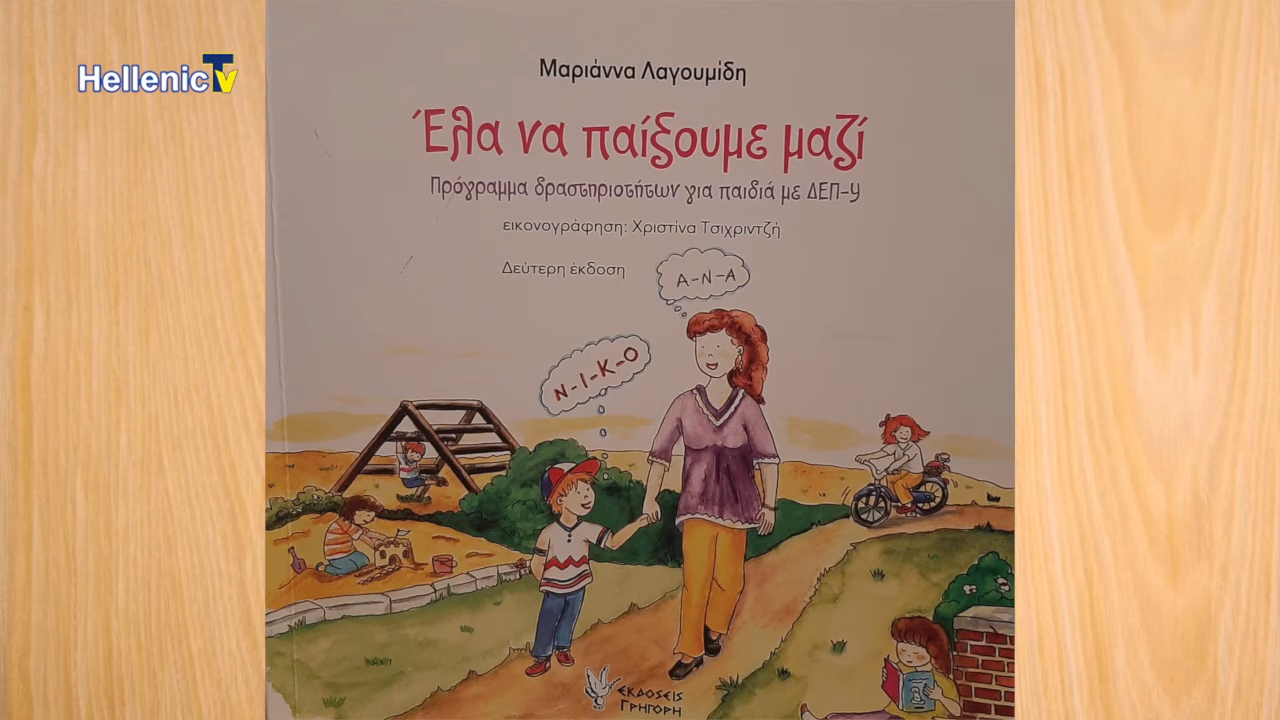 HellenicTv
Μαριάννα Λαγουμίδη
Έλα να παίξουμε μαζί
Πρόγραμμα δραστηριοτήτων για παιδιά με ΔΕΠ-Υ
εικονογράφηση: Χριστίνα Τσιχριντζή
Δεύτερη έκδοση
Α-Ν-Α
Ν-Ι-Κ-Ο
ΕΚΔΟΣΕΙΣ
ΓΡΗΓΟΡΗ